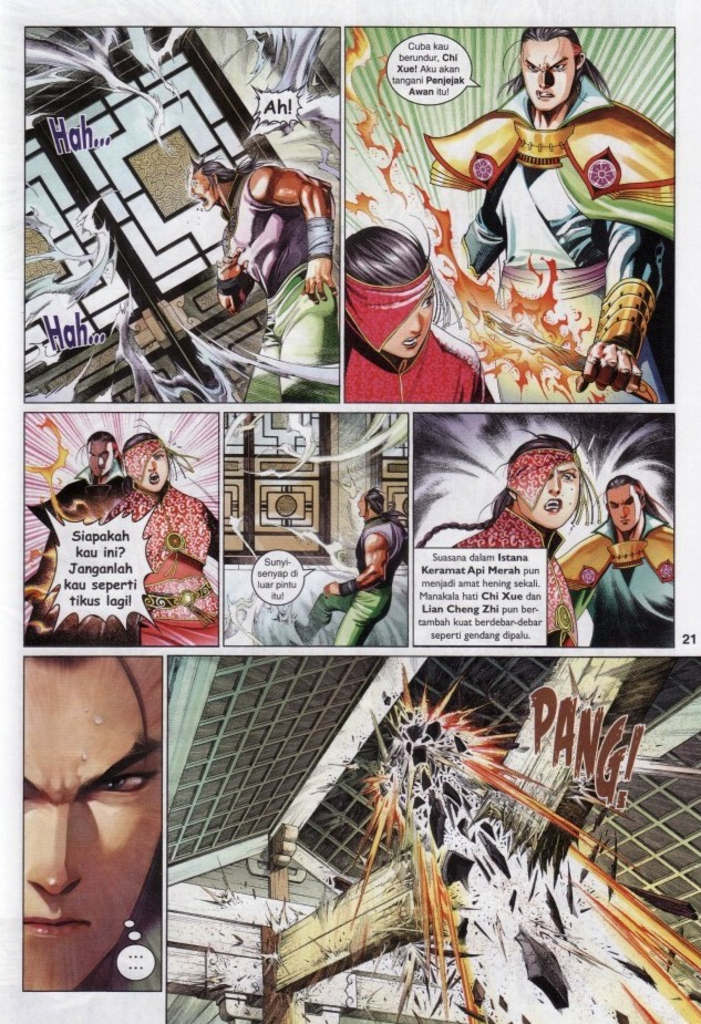 Hah...
Ah!
Hah...
Cuba kau
berundur, Chi
Xue! Aku akan
tangani Penjejak
Awan itu!
Siapakah
kau ini?
Janganlah
kau seperti
tikus lagi!
Sunyi-
senyap di
luar pintu
itu!
Suasana dalam Istana
Keramat Api Merah pun
menjadi amat hening sekali.
Manakala hati Chi Xue dan
Lian Cheng Zhi pun ber-
tambah kuat berdebar-debar
seperti gendang dipalu.
21
...
...
PANG!